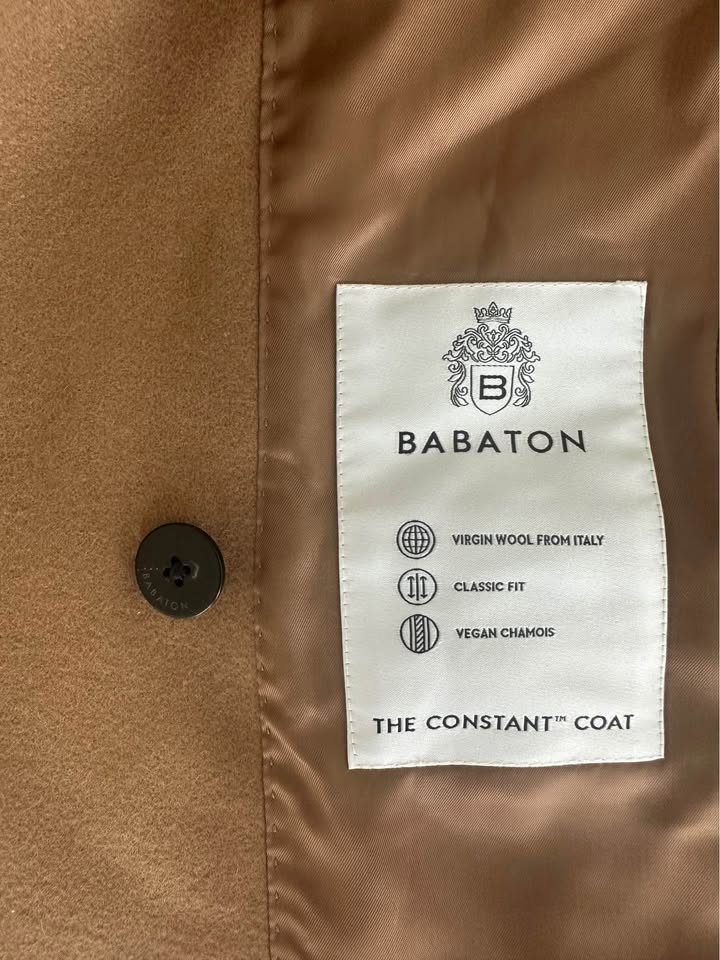 B
BABATON
VIRGIN WOOL FROM ITALY
CLASSIC FIT
VEGAN CHAMOIS
THE CONSTANT™ COAT
BABATON